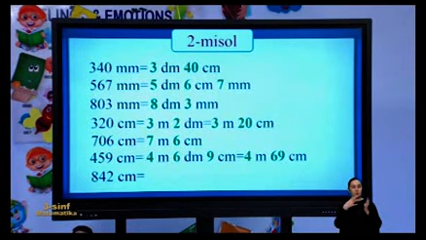 & EMOTIONS
2-misol
340 mm=3 dm 40 cm
567 mm=5 dm 6 cm 7 mm
803 mm=8 dm 3 mm
320 cm=3 m 2 dm=3 m 20 cm
706 cm=7 m 6 cm
459 cm=4 m 6 dm 9 cm=4 m 69 cm
842 cm=
3-sinf
Matematika